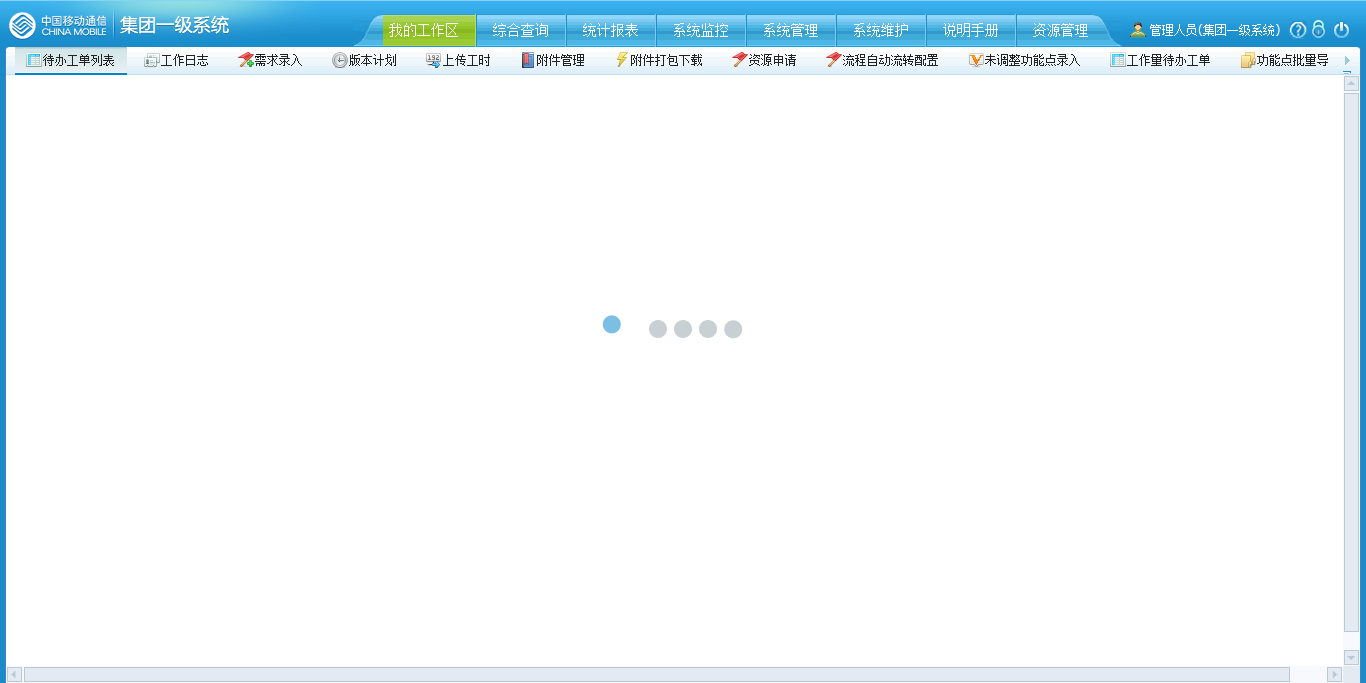 中国移动通信
CHINA MOBILE
集团一级系统
我的工作区 综合查询 统计报表 系统监控 系统管理 系统维护 说明手册 资源管理
管理人员(集团一级系统)
待办工单列表 工作日志 需求录入 版本计划 上传工时 附件管理 附件打包下载 资源申请 流程自动流转配置 未调整功能点录入 工作量待办工单 功能点批量导